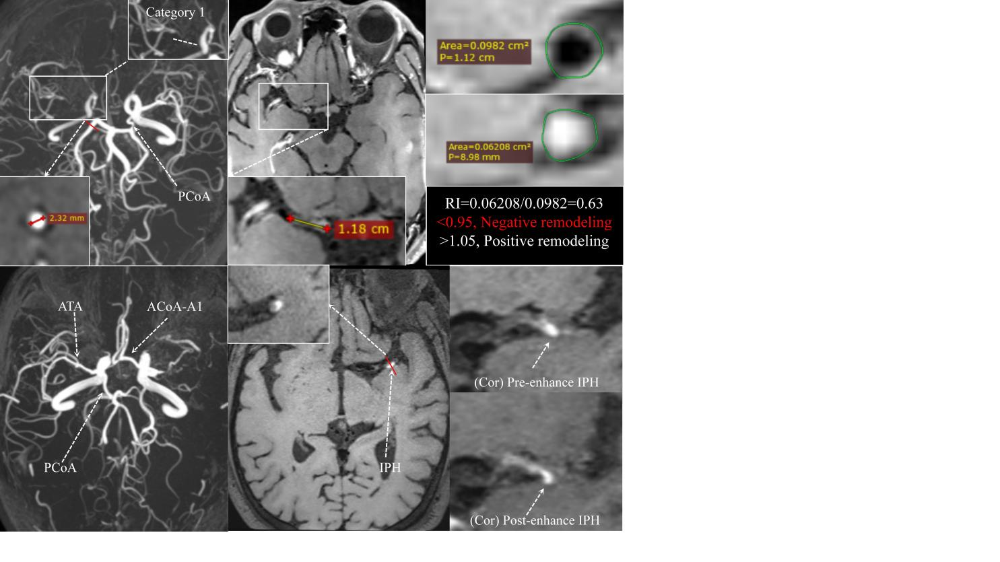 Category 1
PCoA
2.32 mm
1.18 cm
Area=0.0982 cm²
P=1.12 cm
Area=0.06208 cm²
P=8.98 mm
RI=0.06208/0.0982=0.63
<0.95, Negative remodeling
>1.05, Positive remodeling
ATA
ACoA-A1
PCoA
IPH
(Cor) Pre-enhance IPH
(Cor) Post-enhance IPH